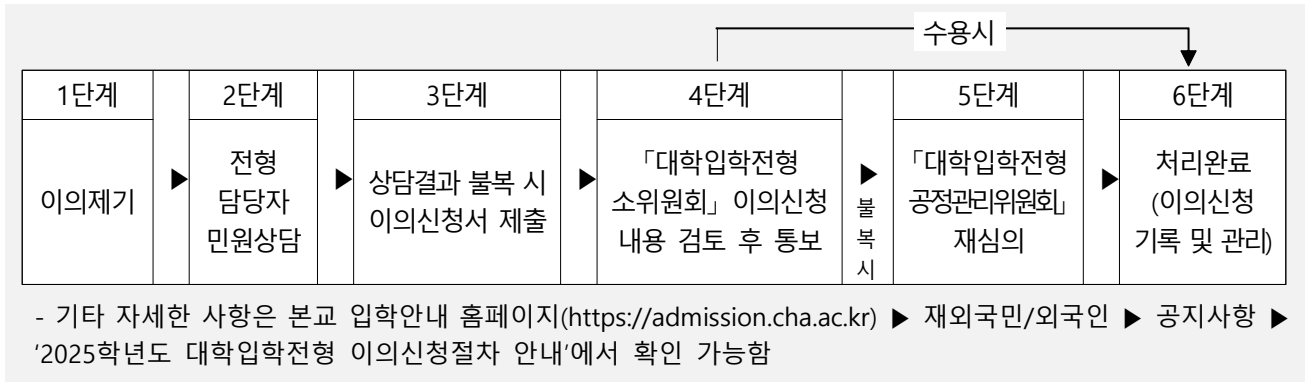 수용시
1단계
▶
2단계
▶
3단계
▶
4단계
▶
5단계
▶
6단계
이의제기
전형
담당자
민원상담
상담결과 불복 시
이의신청서 제출
「대학입학전형
소위원회」 이의신청
내용 검토 후 통보
불
복
시
「대학입학전형
공정관리위원회」
재심의
처리완료
(이의신청
기록 및 관리)
- 기타 자세한 사항은 본교 입학안내 홈페이지(https://admission.cha.ac.kr) ▶ 재외국민/외국인 ▶ 공지사항 ▶
‘2025학년도 대학입학전형 이의신청절차 안내’에서 확인 가능함